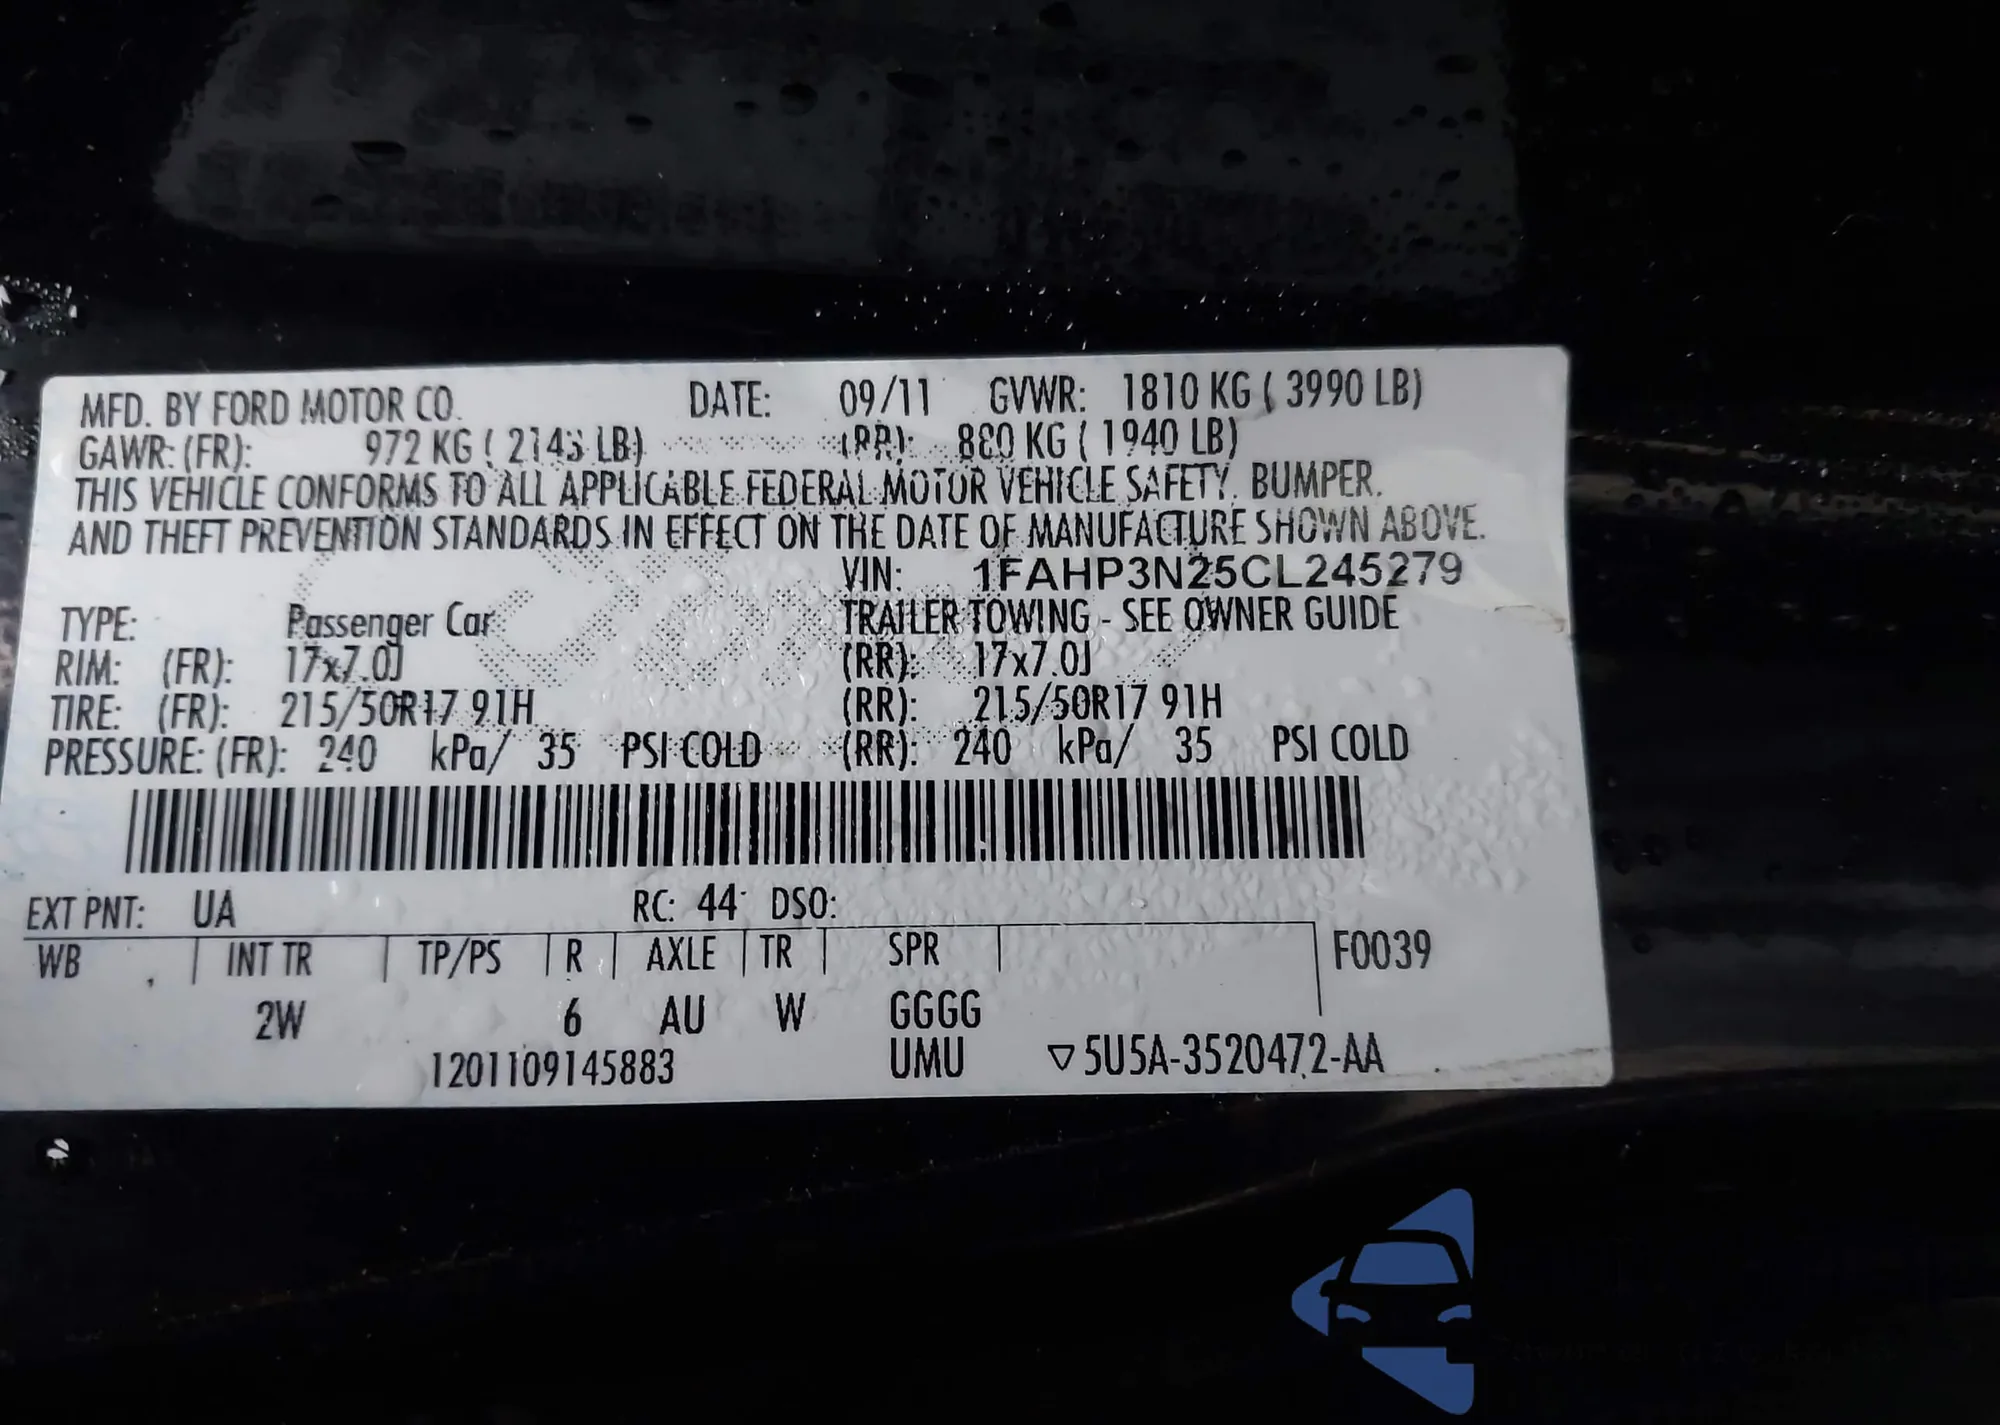 MFD. BY FORD MOTOR CO. DATE: 09/11 GVWR: 1810 KG ( 3990 LB)
GAWR: (FR): 972 KG ( LB) (RR): 880 KG ( 1940 LB)
THIS VEHICLE CONFORMS TO ALL APPLICABLE FEDERAL MOTOR VEHICLE SAFETY, BUMPER,
AND THEFT PREVENTION STANDARDS IN EFFECT ON THE DATE OF MANUFACTURE SHOWN ABOVE.
VIN: 1FAHP3N25CL245279
TYPE: Passenger Car TRAILER TOWING - SEE OWNER GUIDE
RIM: (FR): 17x7.0J (RR): 17x7.0J
TIRE: (FR): 215/50R17 91H (RR): 215/50R17 91H
PRESSURE: (FR): 240 kPa/ 35 PSI COLD (RR): 240 kPa/ 35 PSI COLD
EXT PNT: UA RC: 44 DSO:
WB INT TR TP/PS R AXLE TR SPR F0039
2W 6 AU W GGGG
1201109145883 UMU ▽5U5A-3520472-AA